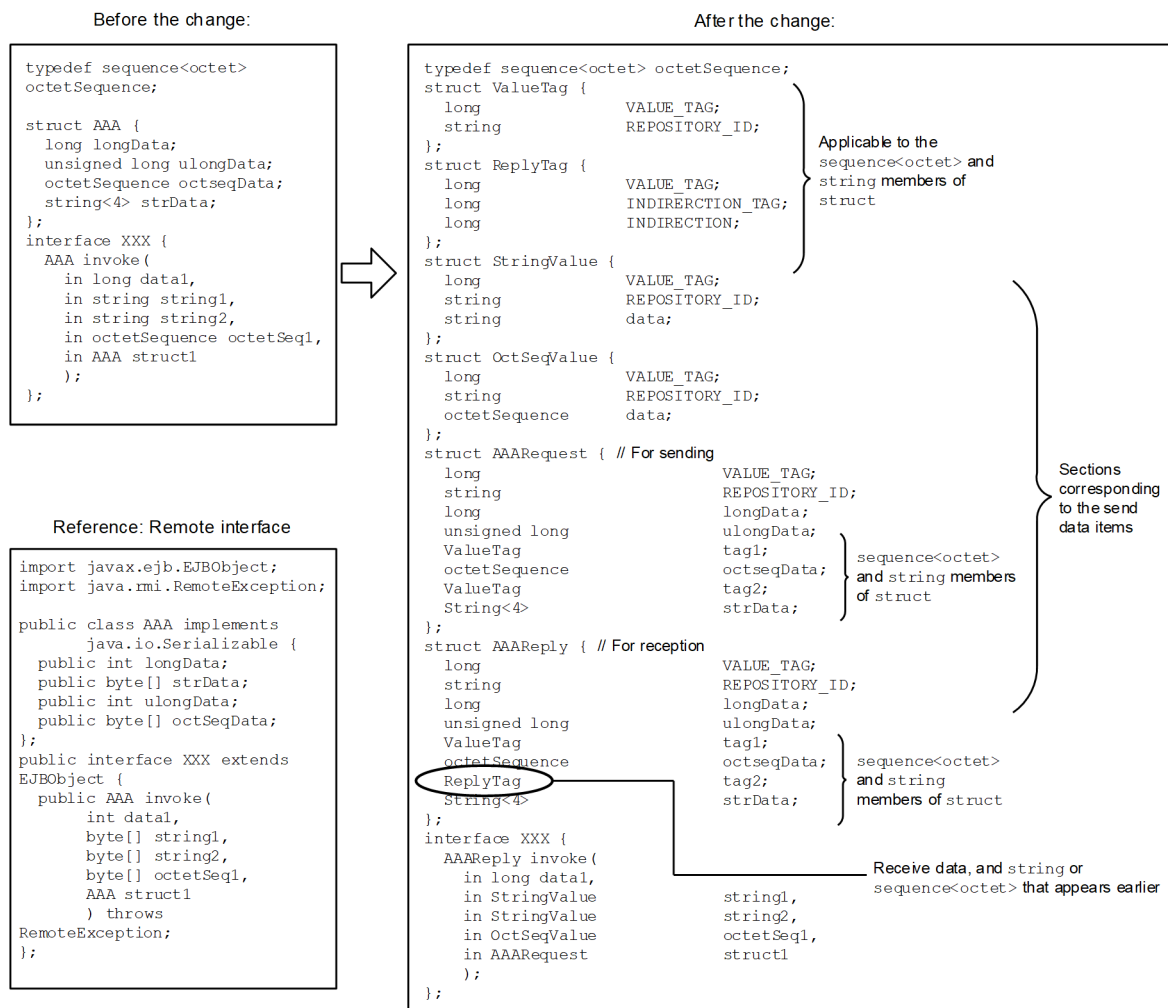 Before the change:
typedef sequence<octet>
octetSequence;
struct AAA {
long longData;
unsigned long ulongData;
octetSequence octseqData;
string<4> strData;
};
interface XXX {
AAA invoke(
in long data1,
in string string1,
in string string2,
in octetSequence octetSeq1,
in AAA struct1
);
};
Reference: Remote interface
import javax.ejb.EJBObject;
import java.rmi.RemoteException;
public class AAA implements
java.io.Serializable {
public int longData;
public byte[] strData;
public int ulongData;
public byte[] octSeqData;
};
public interface XXX extends
EJBObject {
public AAA invoke(
int data1,
byte[] string1,
byte[] string2,
byte[] octetSeq1,
AAA struct1
) throws
RemoteException;
};
After the change:
typedef sequence<octet> octetSequence;
struct ValueTag {
long VALUE_TAG;
string REPOSITORY_ID;
};
struct ReplyTag {
long VALUE_TAG;
long INDIRERCTION_TAG;
long INDIRECTION;
};
struct StringValue {
long VALUE_TAG;
string REPOSITORY_ID;
string data;
};
struct OctSeqValue {
long VALUE_TAG;
string REPOSITORY_ID;
octetSequence data;
};
struct AAARequest { // For sending
long VALUE_TAG;
string REPOSITORY_ID;
long longData;
unsigned long ulongData;
ValueTag tag1;
octetSequence octseqData;
ValueTag tag2;
String<4> strData;
};
struct AAAReply { // For reception
long VALUE_TAG;
string REPOSITORY_ID;
long longData;
unsigned long ulongData;
ValueTag tag1;
octetSequence octseqData;
ReplyTag tag2;
String<4> strData;
};
interface XXX {
AAAReply invoke(
in long data1,
in StringValue string1,
in StringValue string2,
in OctSeqValue octetSeq1,
in AAARequest struct1
);
};
Applicable to the
sequence<octet> and
string members of
struct
Sections
corresponding
to the send
data items
sequence<octet>
and string members
of struct
sequence<octet>
and string
members of struct
Receive data, and string or
sequence<octet> that appears earlier